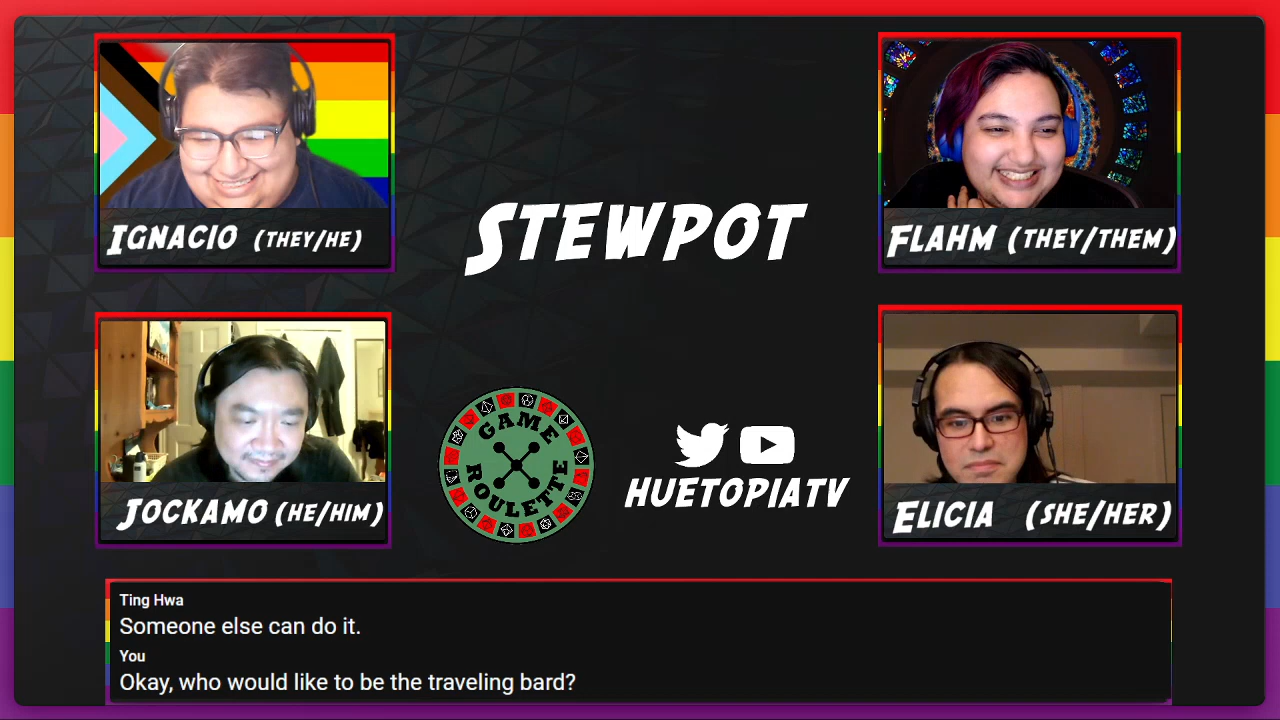 STEWPOT
IGNACIO (THEY/HE)
FLAHM (THEY/THEM)
JOCKAMO (HE/HIM)
GAME
ROULETTE
HUETOPIATV
ELICIA (SHE/HER)
Ting Hwa
Someone else can do it.
You
Okay, who would like to be the traveling bard?